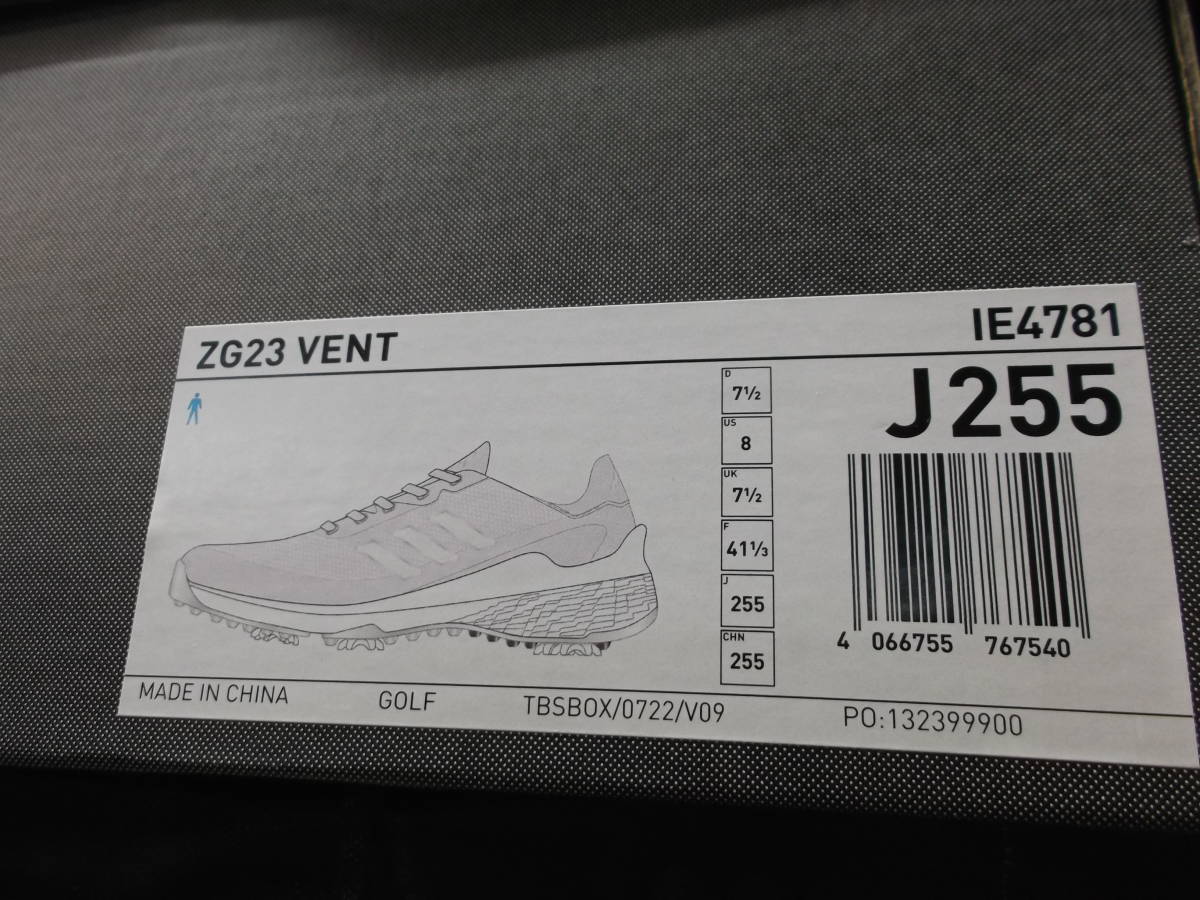 ZG23 VENT
IE4781
J 255
D
7½
US
8
UK
7½
F
41⅓
J
255
CHN
255
4 066755 767540
MADE IN CHINA
GOLF
TBSBOX/0722/V09
PO:132399900